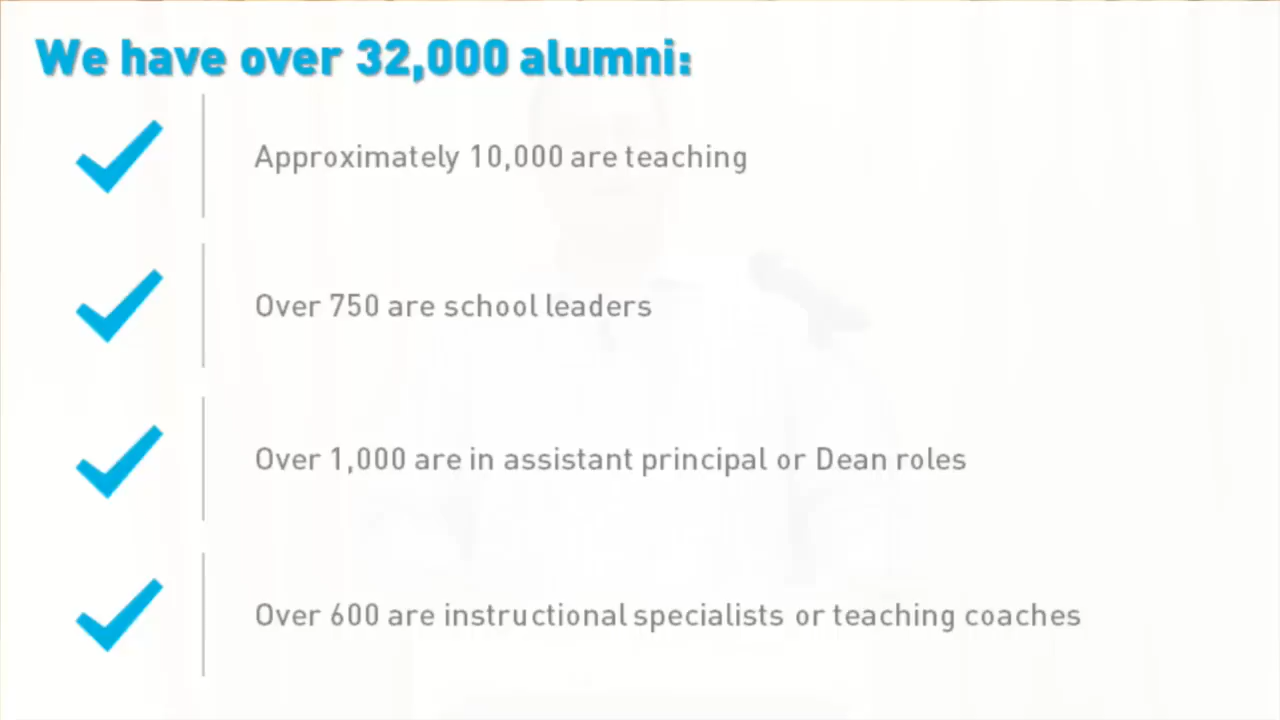 We have over 32,000 alumni:
Approximately 10,000 are teaching
Over 750 are school leaders
Over 1,000 are in assistant principal or Dean roles
Over 600 are instructional specialists or teaching coaches